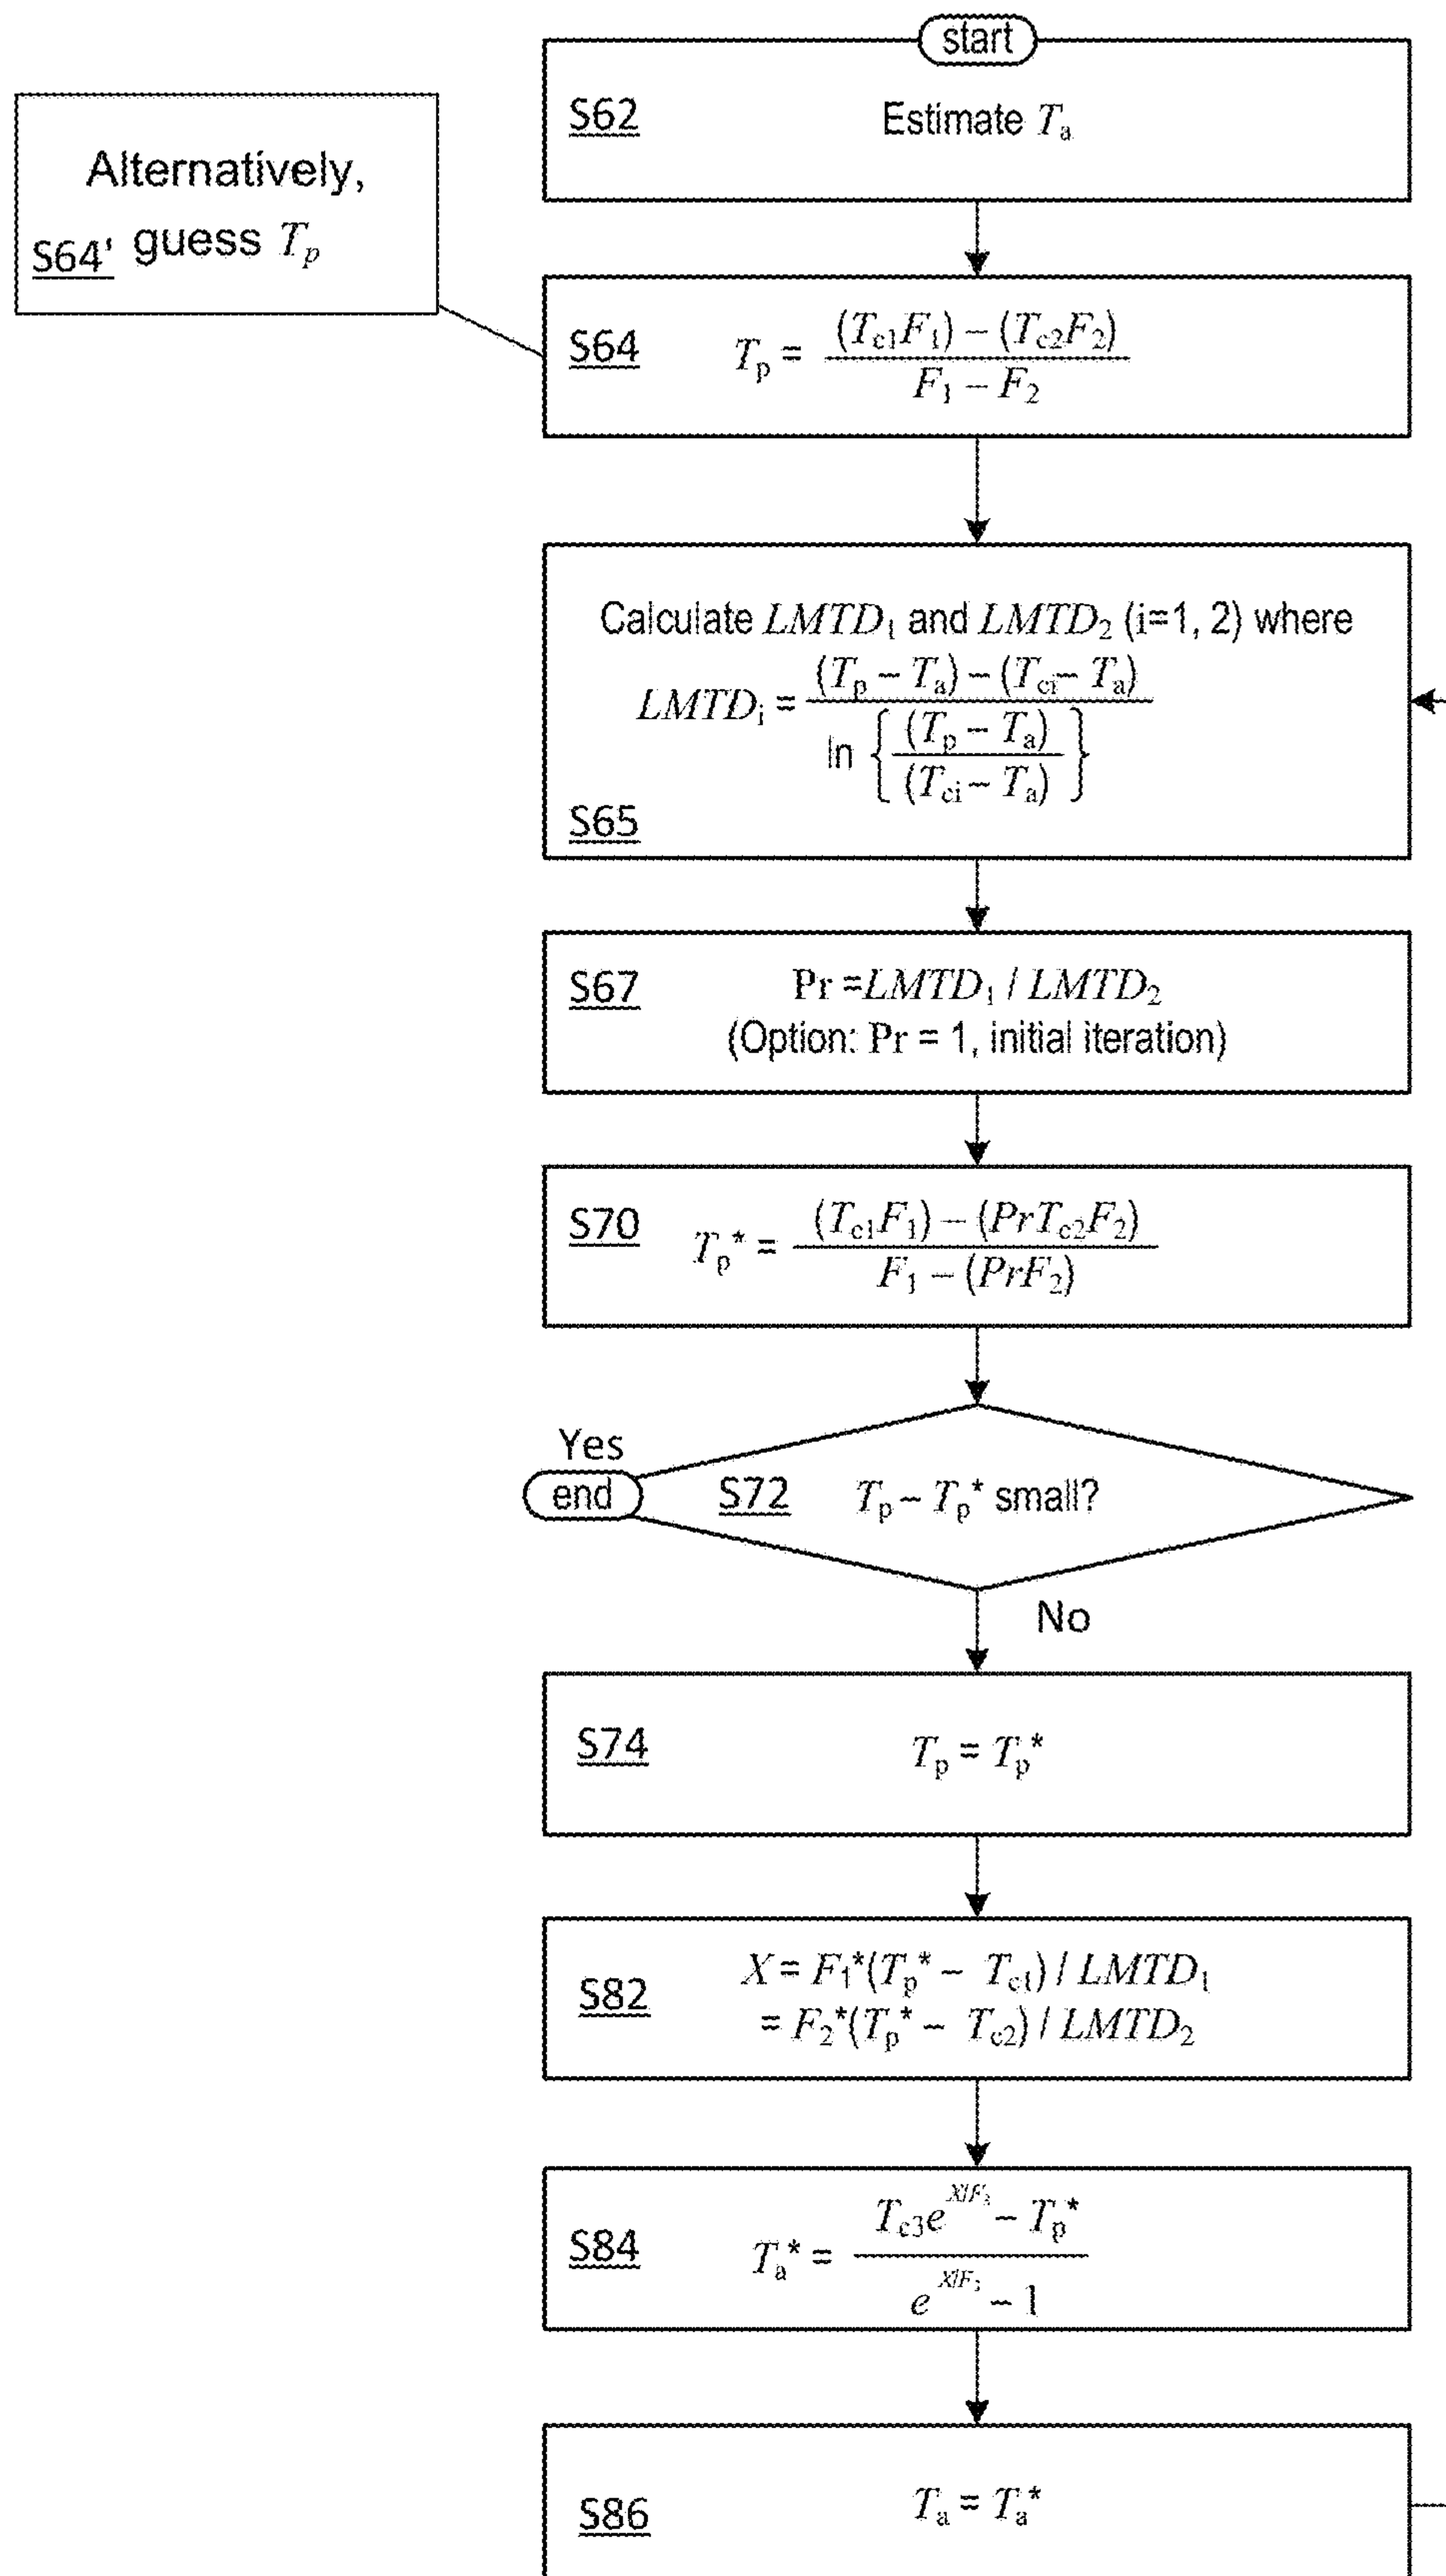 start
S62 Estimate Ta
Alternatively,
S64' guess Tp
S64 Tp = (Tc1F1) – (Tc2F2)
F1 – F2
Calculate LMTD1 and LMTD2 (i=1, 2) where
LMTDi = (Tp – Ta) – (Tci – Ta)
ln { (Tp – Ta)
(Tci – Ta) }
S65
S67 Pr =LMTD1 / LMTD2
(Option: Pr = 1, initial iteration)
S70 Tp* = (Tc1F1) – (PrTc2F2)
F1 – (PrF2)
Yes
end S72 Tp – Tp* small?
No
S74 Tp = Tp*
S82 X = F1*(Tp* – Tc1) / LMTD1
= F2*(Tp* – Tc2) / LMTD2
S84 Ta* = Tc3e^X/F3 – Tp*
e^X/F3 – 1
S86 Ta = Ta*